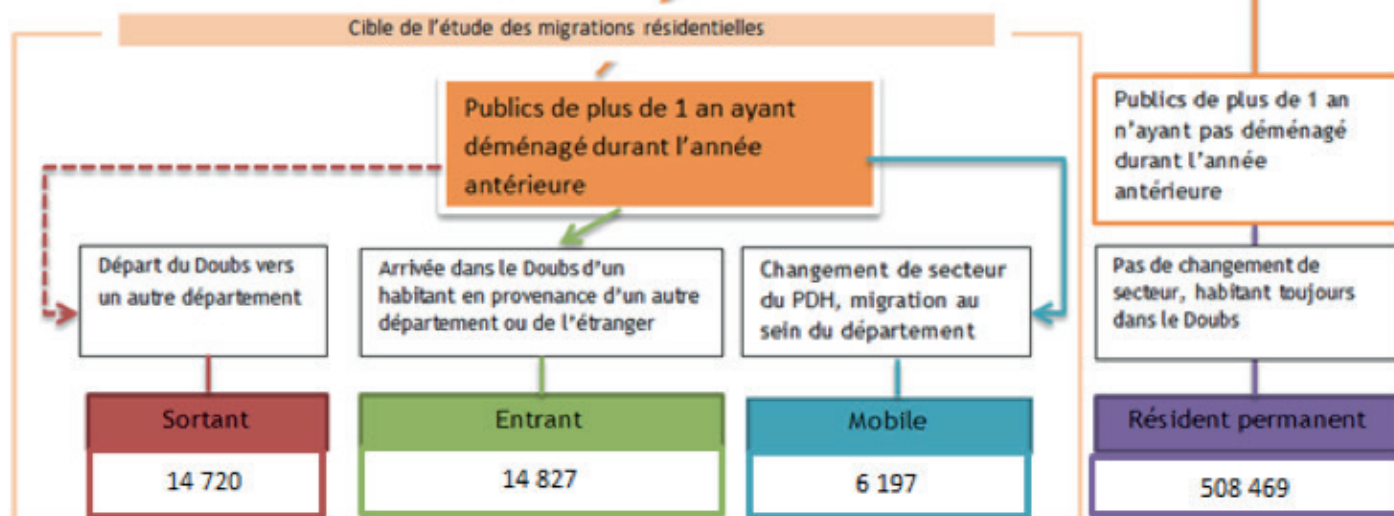 Cible de l'étude des migrations résidentielles
Publics de plus de 1 an ayant
déménagé durant l'année
antérieure
Publics de plus de 1 an
n'ayant pas déménagé
durant l'année
antérieure
Départ du Doubs vers
un autre département
Arrivée dans le Doubs d'un
habitant en provenance d'un autre
département ou de l'étranger
Changement de secteur
du PDH, migration au
sein du département
Pas de changement de
secteur, habitant toujours
dans le Doubs
Sortant
14 720
Entrant
14 827
Mobile
6 197
Résident permanent
508 469